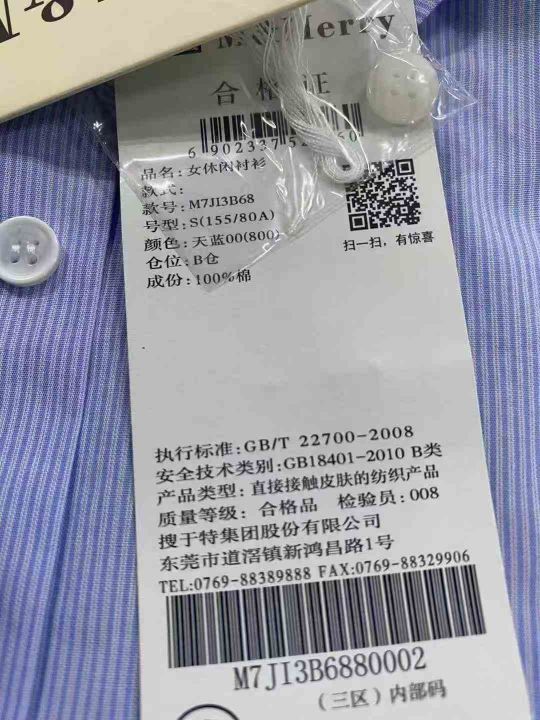 Merry
合格证
6 902337 5 60
品名: 女休闲衬衫
款式:
款号: M7JI3B68
号型: S(155/80A)
颜色: 天蓝00(800)
仓位: B仓
成份: 100%棉
扫一扫, 有惊喜
执行标准: GB/T 22700-2008
安全技术类别: GB18401-2010 B类
产品类型: 直接接触皮肤的纺织产品
质量等级: 合格品 检验员: 008
搜于特集团股份有限公司
东莞市道滘镇新鸿昌路1号
TEL:0769-88389888 FAX:0769-88329906
M7JI3B6880002
(三区) 内部码